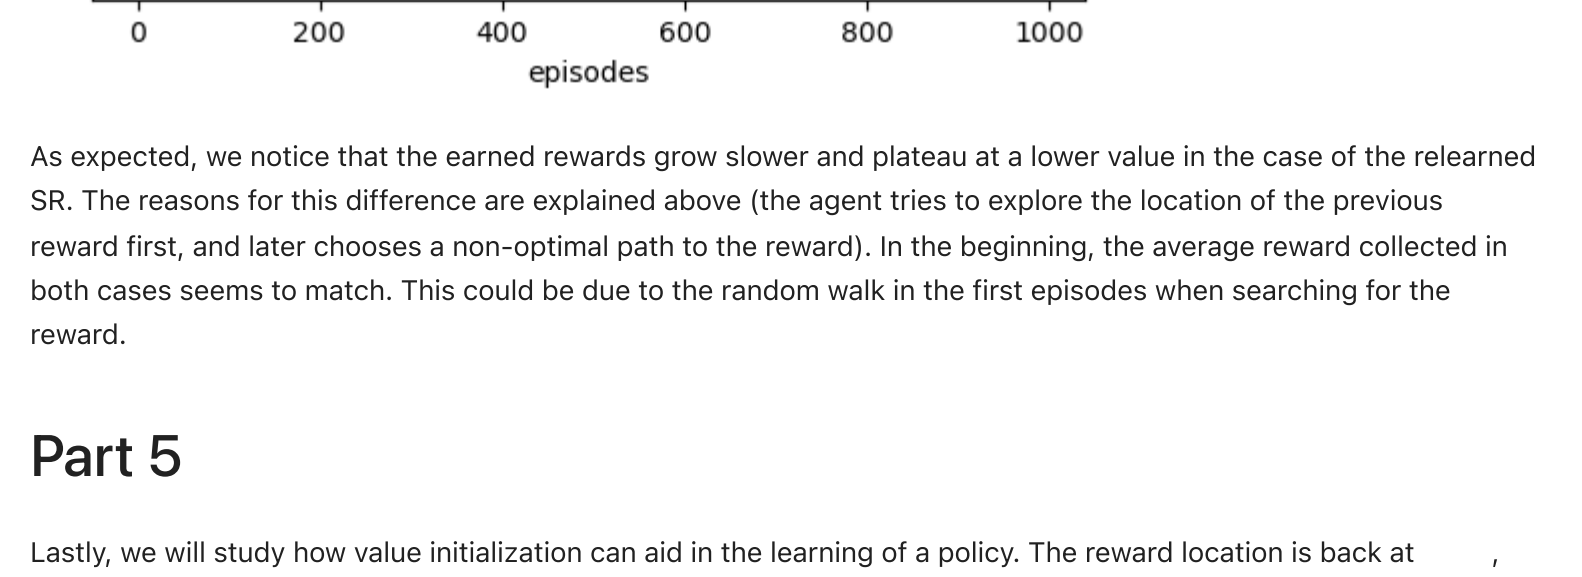 0 200 400 600 800 1000
episodes
As expected, we notice that the earned rewards grow slower and plateau at a lower value in the case of the relearned
SR. The reasons for this difference are explained above (the agent tries to explore the location of the previous
reward first, and later chooses a non-optimal path to the reward). In the beginning, the average reward collected in
both cases seems to match. This could be due to the random walk in the first episodes when searching for the
reward.
Part 5
Lastly, we will study how value initialization can aid in the learning of a policy. The reward location is back at ,